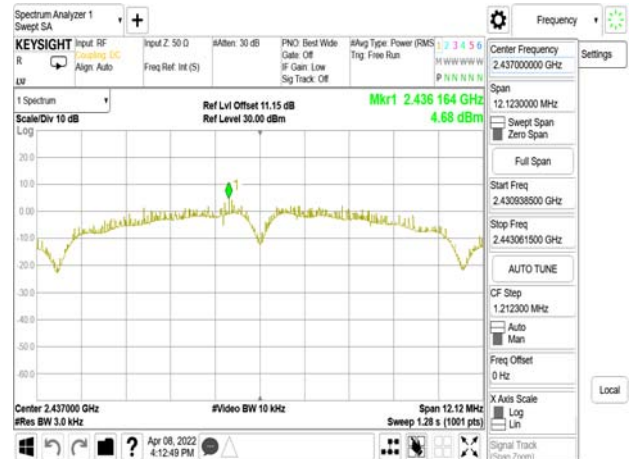 Spectrum Analyzer 1
Swept SA
+
Frequency
KEYSIGHT Input: RF Input Z: 50 Ω #Atten: 30 dB PNO: Best Wide #Avg Type: Power (RMS 1 2 3 4 5 6
R Coupling: DC Gate: Off Trig: Free Run M W W W W W
Align: Auto Freq Ref: Int (S) IF Gain: Low
LW Sig Track: Off P N N N N N
Center Frequency
2.437000000 GHz
Settings
Span
12.1230000 MHz
Swept Span
Zero Span
Full Span
Start Freq
2.430938500 GHz
Stop Freq
2.443061500 GHz
AUTO TUNE
CF Step
1.212300 MHz
Auto
Man
Freq Offset
0 Hz
X Axis Scale
Log
Lin
Local
Signal Track
(Span Zoom)
1 Spectrum
Scale/Div 10 dB
Log
Ref Lvl Offset 11.15 dB
Ref Level 30.00 dBm
Mkr1 2.436 164 GHz
4.68 dBm
20.0
10.0
0.00
-10.0
-20.0
-30.0
-40.0
-50.0
-60.0
1
Center 2.437000 GHz #Video BW 10 kHz Span 12.12 MHz
#Res BW 3.0 kHz Sweep 1.28 s (1001 pts)
? Apr 08, 2022
4:12:49 PM